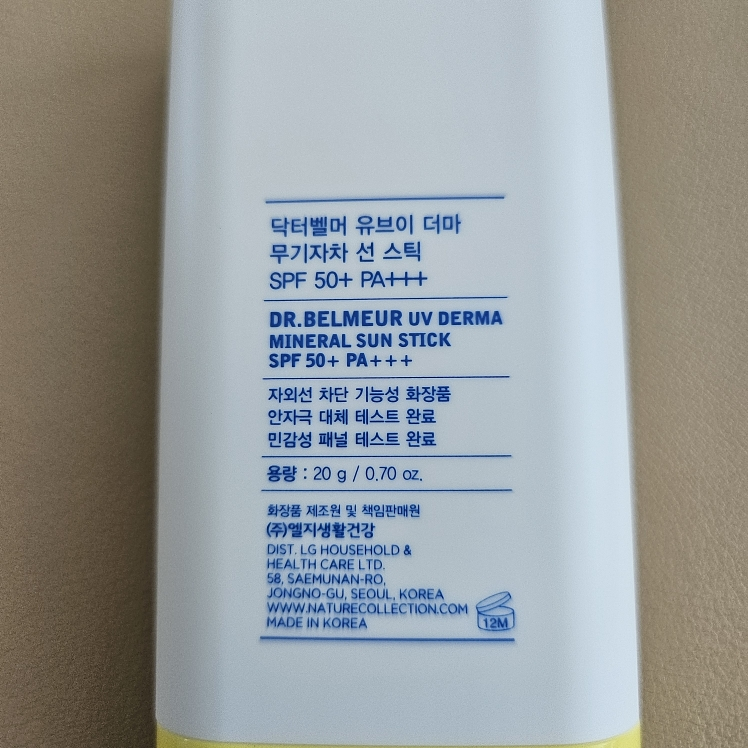 닥터벨머 유브이 더마
무기자차 선 스틱
SPF 50+ PA+++
DR.BELMEUR UV DERMA
MINERAL SUN STICK
SPF 50+ PA+++
자외선 차단 기능성 화장품
안자극 대체 테스트 완료
민감성 패널 테스트 완료
용량 : 20 g / 0.70 oz.
화장품 제조원 및 책임판매원
(주)엘지생활건강
DIST. LG HOUSEHOLD &
HEALTH CARE LTD.
58, SAEMUNAN-RO,
JONGNO-GU, SEOUL, KOREA
WWW.NATURECOLLECTION.COM
MADE IN KOREA
12M